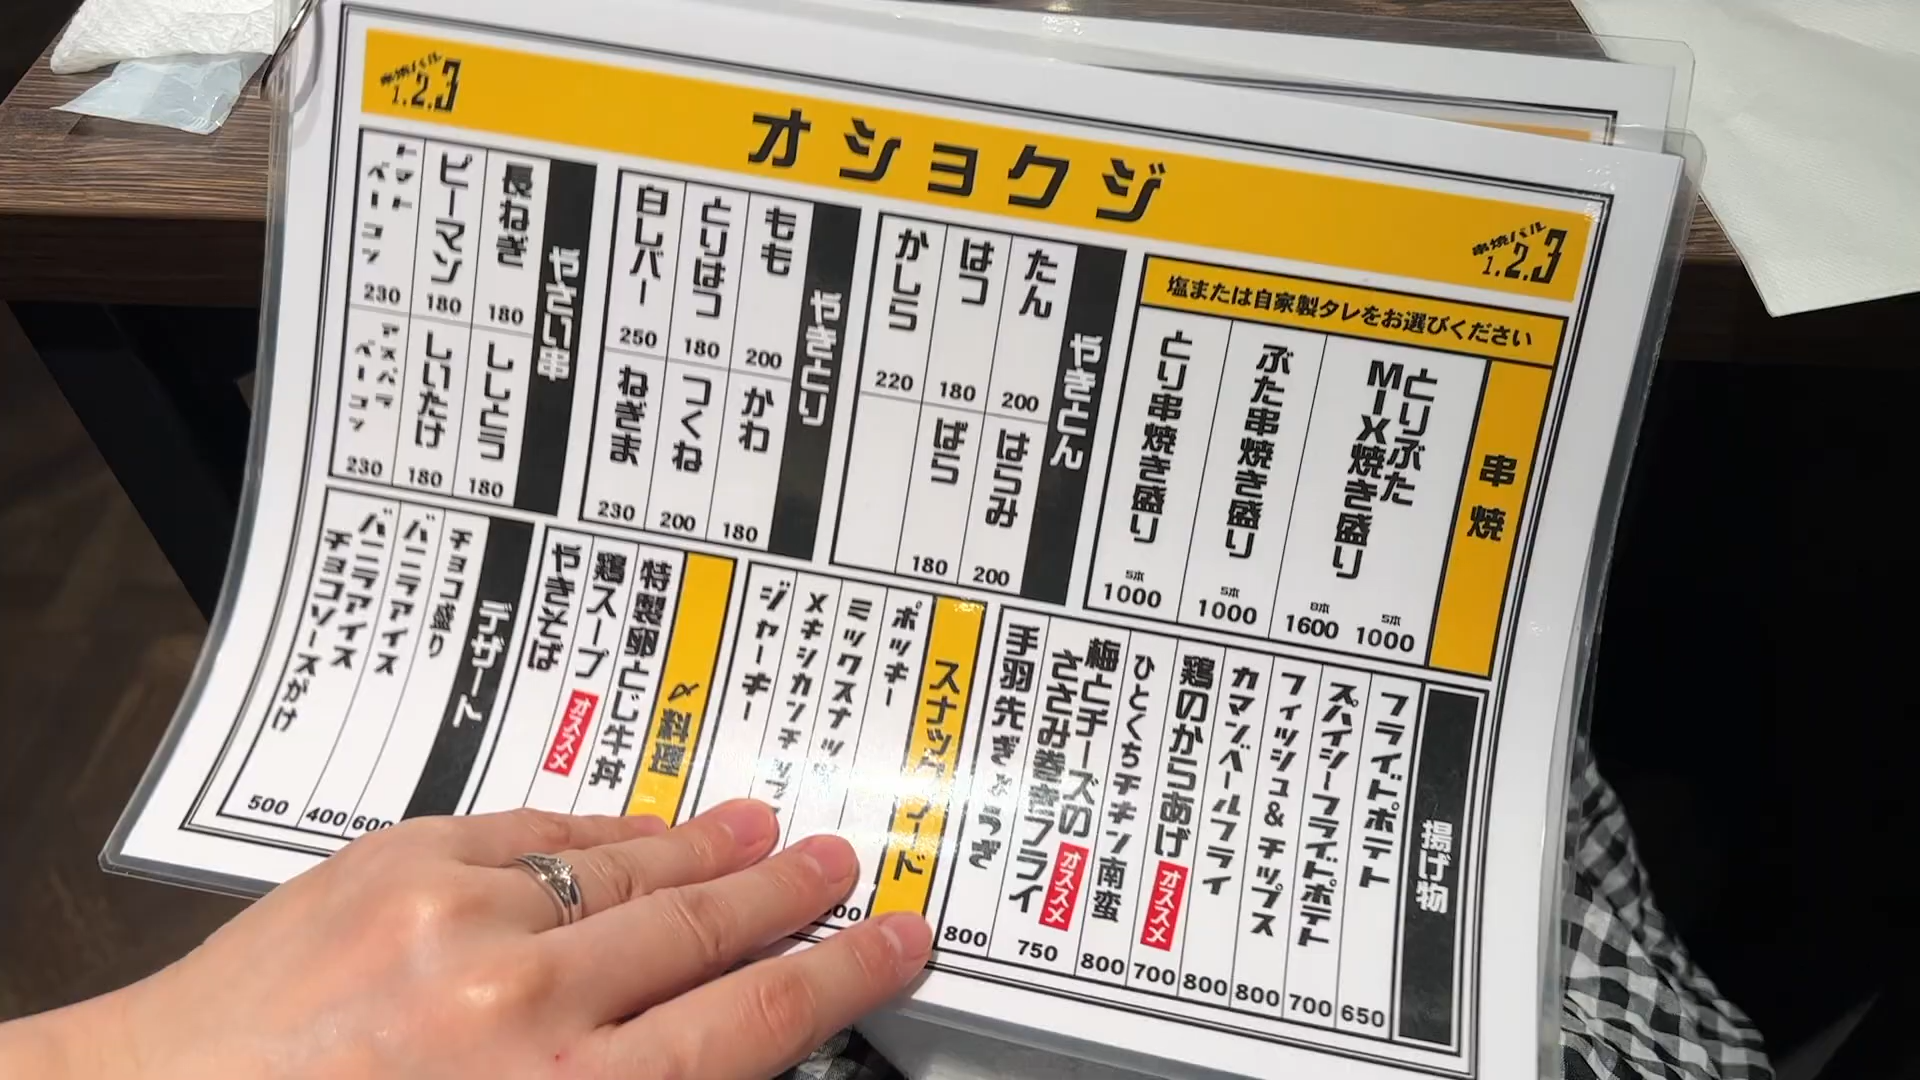 串焼バル
1.2.3
オショクジ
串焼バル
1.2.3
塩または自家製タレをお選びください
串焼
とりぶた
MIX焼き盛り
8本
1600
5本
1000
ぶた串焼き盛り
5本
1000
とり串焼き盛り
5本
1000
やきとん
たん
200
はらみ
200
はつ
180
ばら
180
かしら
220
やきとり
もも
200
かわ
180
とりはつ
180
つくね
200
白レバー
250
ねぎま
230
やさい串
長ねぎ
180
ししとう
180
ピーマン
180
しいたけ
180
トマト
ベーコン
230
アスパラ
ベーコン
230
揚げ物
フライドポテト
650
スパイシーフライドポテト
700
フィッシュ&チップス
800
カマンベールフライ
800
鶏のからあげ
オススメ
700
ひとくちチキン南蛮
800
梅とチーズの
ささみ巻きフライ
オススメ
750
手羽先ぎょうざ
800
スナックフード
ポッキー
ミックスナッツ
メキシカンチップス
ジャーキー
〆料理
特製卵とじ牛丼
鶏スープ
やきそば
オススメ
デザート
チョコ盛り
600
バニラアイス
400
バニラアイス
チョコソースがけ
500